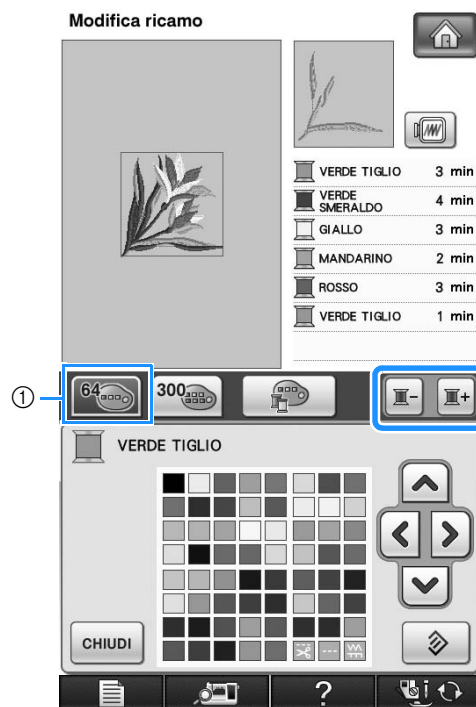 Modifica ricamo
VERDE TIGLIO 3 min
VERDE
SMERALDO 4 min
GIALLO 3 min
MANDARINO 2 min
ROSSO 3 min
VERDE TIGLIO 1 min
① 64 300 - +
VERDE TIGLIO
CHIUDI
?